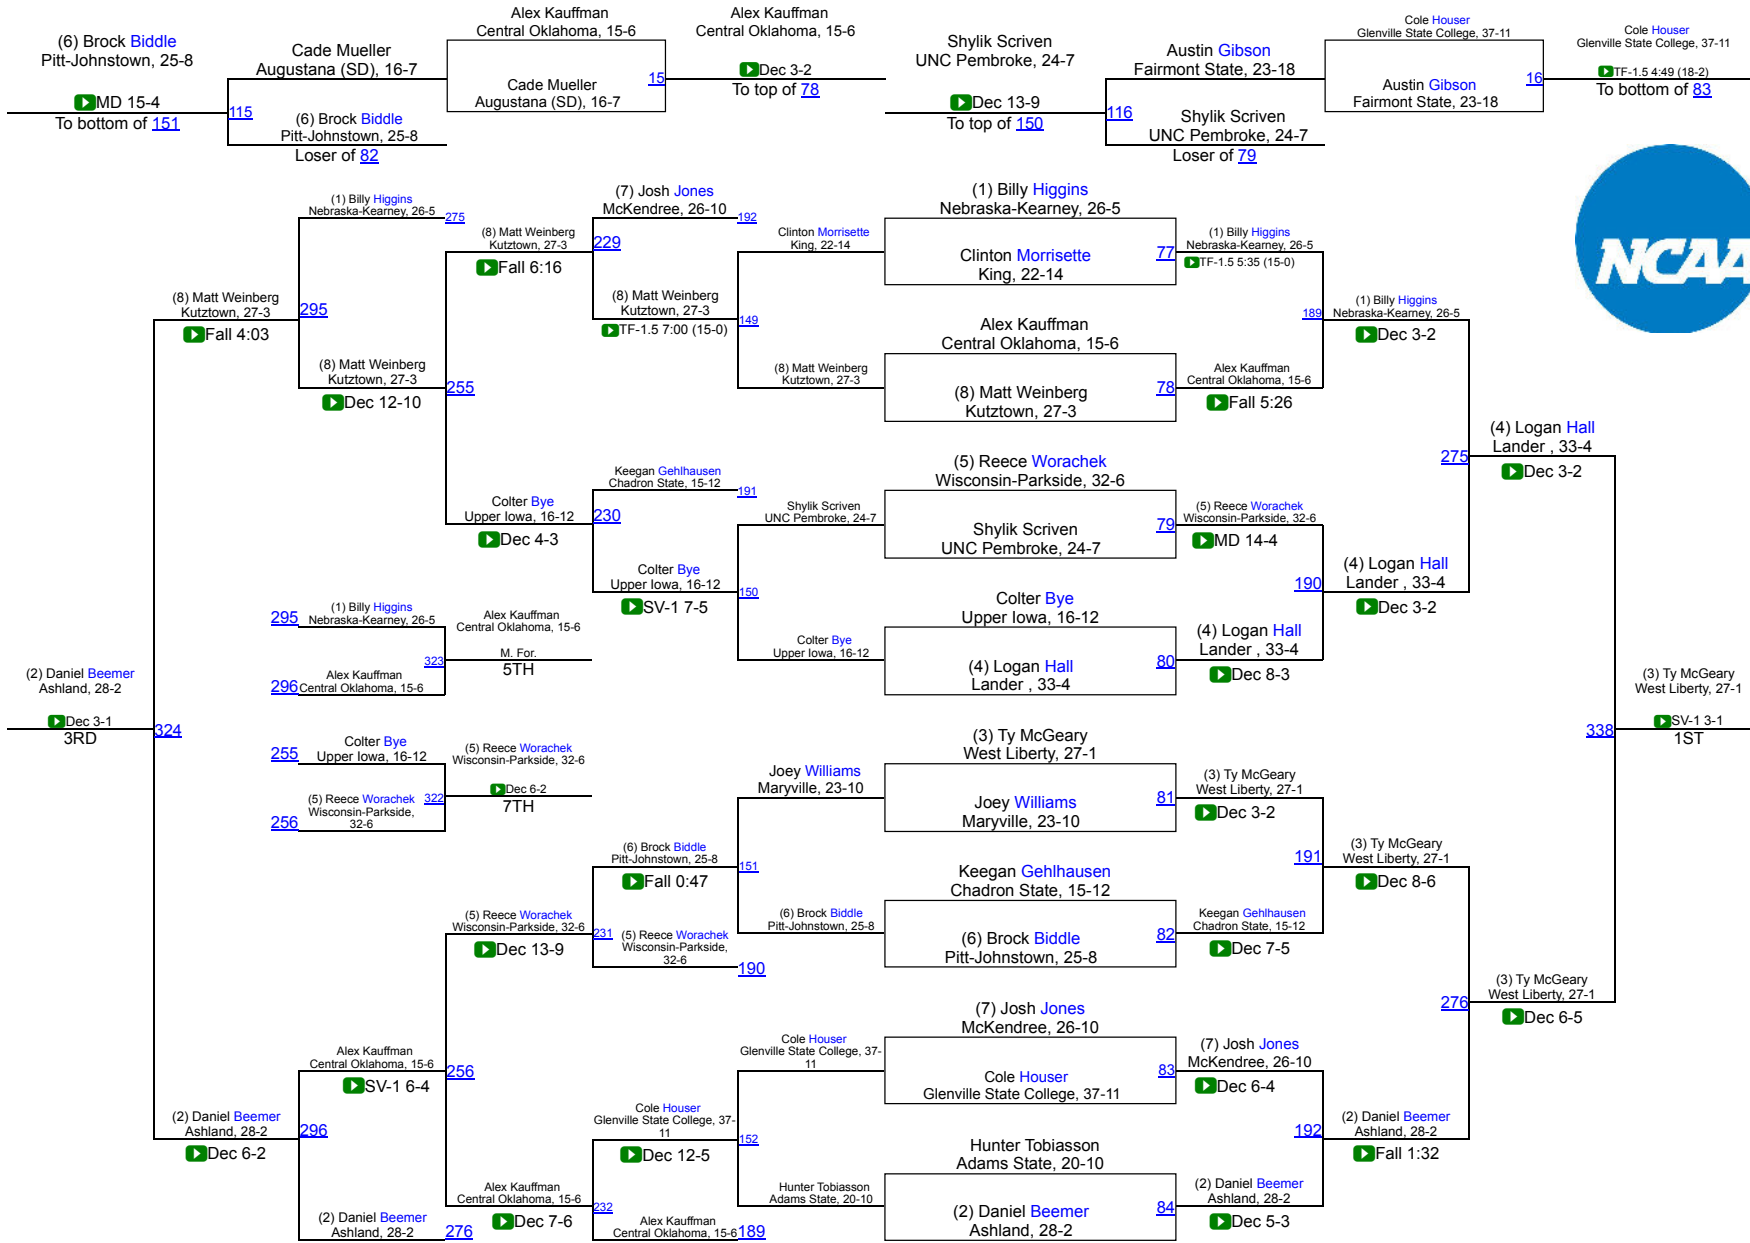 (6) Brock Biddle
Pitt-Johnstown, 25-8
MD 15-4
To bottom of 151
Cade Mueller
Augustana (SD), 16-7
115
(6) Brock Biddle
Pitt-Johnstown, 25-8
Loser of 82
Alex Kauffman
Central Oklahoma, 15-6
Cade Mueller
Augustana (SD), 16-7
15
Alex Kauffman
Central Oklahoma, 15-6
Dec 3-2
To top of 78
Shylik Scriven
UNC Pembroke, 24-7
Dec 13-9
To top of 150
Austin Gibson
Fairmont State, 23-18
116
Shylik Scriven
UNC Pembroke, 24-7
Loser of 79
Cole Houser
Glenville State College, 37-11
Austin Gibson
Fairmont State, 23-18
16
Cole Houser
Glenville State College, 37-11
TF-1.5 4:49 (18-2)
To bottom of 83
NCAA
(1) Billy Higgins
Nebraska-Kearney, 26-5
275
(8) Matt Weinberg
Kutztown, 27-3
Fall 6:16
(7) Josh Jones
McKendree, 26-10
192
229
(8) Matt Weinberg
Kutztown, 27-3
TF-1.5 7:00 (15-0)
Clinton Morrisette
King, 22-14
149
(8) Matt Weinberg
Kutztown, 27-3
(1) Billy Higgins
Nebraska-Kearney, 26-5
Clinton Morrisette
King, 22-14
77
(1) Billy Higgins
Nebraska-Kearney, 26-5
TF-1.5 5:35 (15-0)
Alex Kauffman
Central Oklahoma, 15-6
(8) Matt Weinberg
Kutztown, 27-3
78
Alex Kauffman
Central Oklahoma, 15-6
Fall 5:26
189
(1) Billy Higgins
Nebraska-Kearney, 26-5
Dec 3-2
(8) Matt Weinberg
Kutztown, 27-3
Fall 4:03
295
(8) Matt Weinberg
Kutztown, 27-3
Dec 12-10
255
Colter Bye
Upper Iowa, 16-12
Dec 4-3
Keegan Gehlhausen
Chadron State, 15-12
191
230
Colter Bye
Upper Iowa, 16-12
SV-1 7-5
Shylik Scriven
UNC Pembroke, 24-7
150
Colter Bye
Upper Iowa, 16-12
(5) Reece Worachek
Wisconsin-Parkside, 32-6
Shylik Scriven
UNC Pembroke, 24-7
79
(5) Reece Worachek
Wisconsin-Parkside, 32-6
MD 14-4
Colter Bye
Upper Iowa, 16-12
(4) Logan Hall
Lander , 33-4
80
(4) Logan Hall
Lander , 33-4
Dec 8-3
190
(4) Logan Hall
Lander , 33-4
Dec 3-2
275
(4) Logan Hall
Lander , 33-4
Dec 3-2
295
(1) Billy Higgins
Nebraska-Kearney, 26-5
296
Alex Kauffman
Central Oklahoma, 15-6
323
Alex Kauffman
Central Oklahoma, 15-6
M. For.
5TH
(2) Daniel Beemer
Ashland, 28-2
Dec 3-1
3RD
324
255
Colter Bye
Upper Iowa, 16-12
256
(5) Reece Worachek
Wisconsin-Parkside,
32-6
322
(5) Reece Worachek
Wisconsin-Parkside, 32-6
Dec 6-2
7TH
338
(3) Ty McGeary
West Liberty, 27-1
SV-1 3-1
1ST
(6) Brock Biddle
Pitt-Johnstown, 25-8
Fall 0:47
Joey Williams
Maryville, 23-10
151
(6) Brock Biddle
Pitt-Johnstown, 25-8
(3) Ty McGeary
West Liberty, 27-1
Joey Williams
Maryville, 23-10
81
(3) Ty McGeary
West Liberty, 27-1
Dec 3-2
Keegan Gehlhausen
Chadron State, 15-12
(6) Brock Biddle
Pitt-Johnstown, 25-8
82
Keegan Gehlhausen
Chadron State, 15-12
Dec 7-5
191
(3) Ty McGeary
West Liberty, 27-1
Dec 8-6
(5) Reece Worachek
Wisconsin-Parkside, 32-6
Dec 13-9
231
(5) Reece Worachek
Wisconsin-Parkside,
32-6
190
276
(3) Ty McGeary
West Liberty, 27-1
Dec 6-5
Alex Kauffman
Central Oklahoma, 15-6
SV-1 6-4
256
(2) Daniel Beemer
Ashland, 28-2
Dec 6-2
296
(2) Daniel Beemer
Ashland, 28-2
276
Alex Kauffman
Central Oklahoma, 15-6
Dec 7-6
Cole Houser
Glenville State College, 37-
11
Dec 12-5
232
Alex Kauffman
Central Oklahoma, 15-6
189
Cole Houser
Glenville State College, 37-
11
152
Hunter Tobiasson
Adams State, 20-10
(7) Josh Jones
McKendree, 26-10
Cole Houser
Glenville State College, 37-11
83
(7) Josh Jones
McKendree, 26-10
Dec 6-4
Hunter Tobiasson
Adams State, 20-10
(2) Daniel Beemer
Ashland, 28-2
84
(2) Daniel Beemer
Ashland, 28-2
Dec 5-3
192
(2) Daniel Beemer
Ashland, 28-2
Fall 1:32